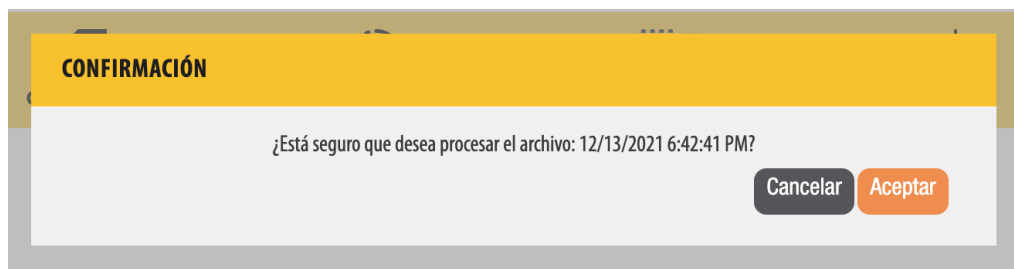 CONFIRMACIÓN
¿Está seguro que desea procesar el archivo: 12/13/2021 6:42:41 PM?
Cancelar Aceptar